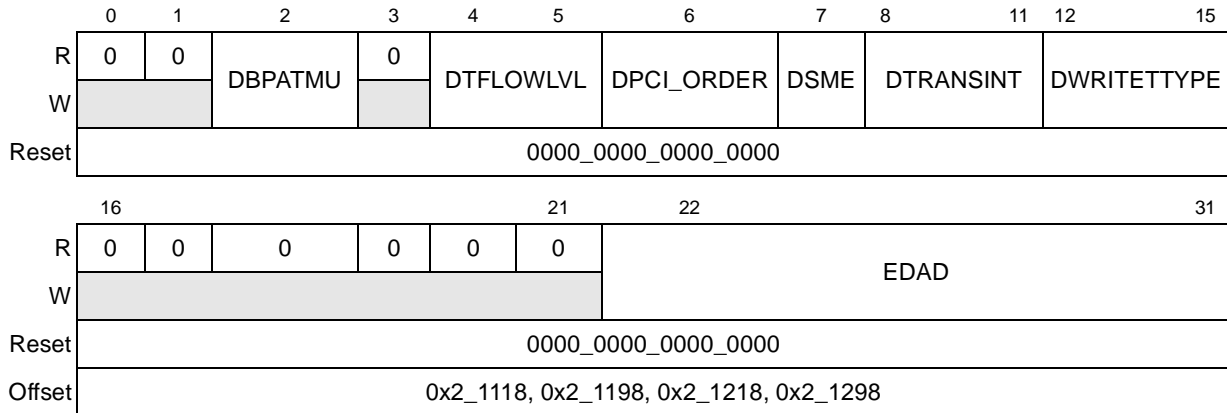 0 1 2 3 4 5 6 7 8 11 12 15
R 0 0 DBPATMU 0 DTFLOWLVL DPCI_ORDER DSME DTRANSINT DWRITETTYPE
W
Reset 0000_0000_0000_0000
16 21 22 31
R 0 0 0 0 0 0 EDAD
W
Reset 0000_0000_0000_0000
Offset 0x2_1118, 0x2_1198, 0x2_1218, 0x2_1298